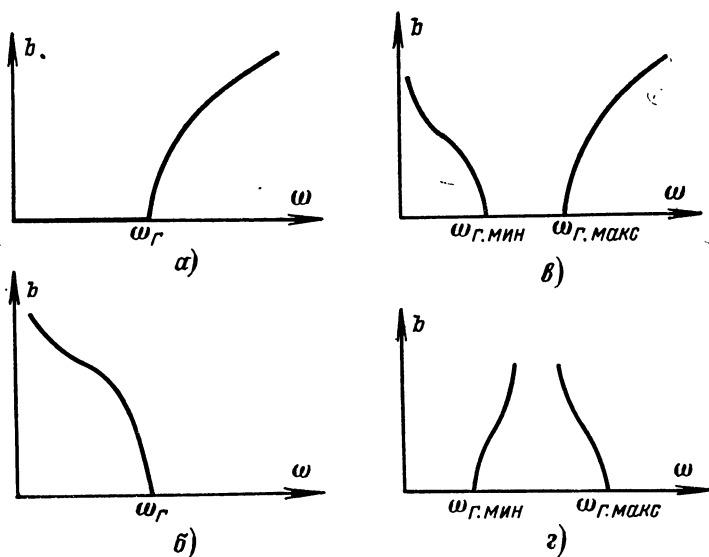 b
ω
ω_г
а)
b
ω
ω_г.мин
ω_г.макс
в)
b
ω
ω_г
б)
b
ω
ω_г.мин
ω_г.макс
г)